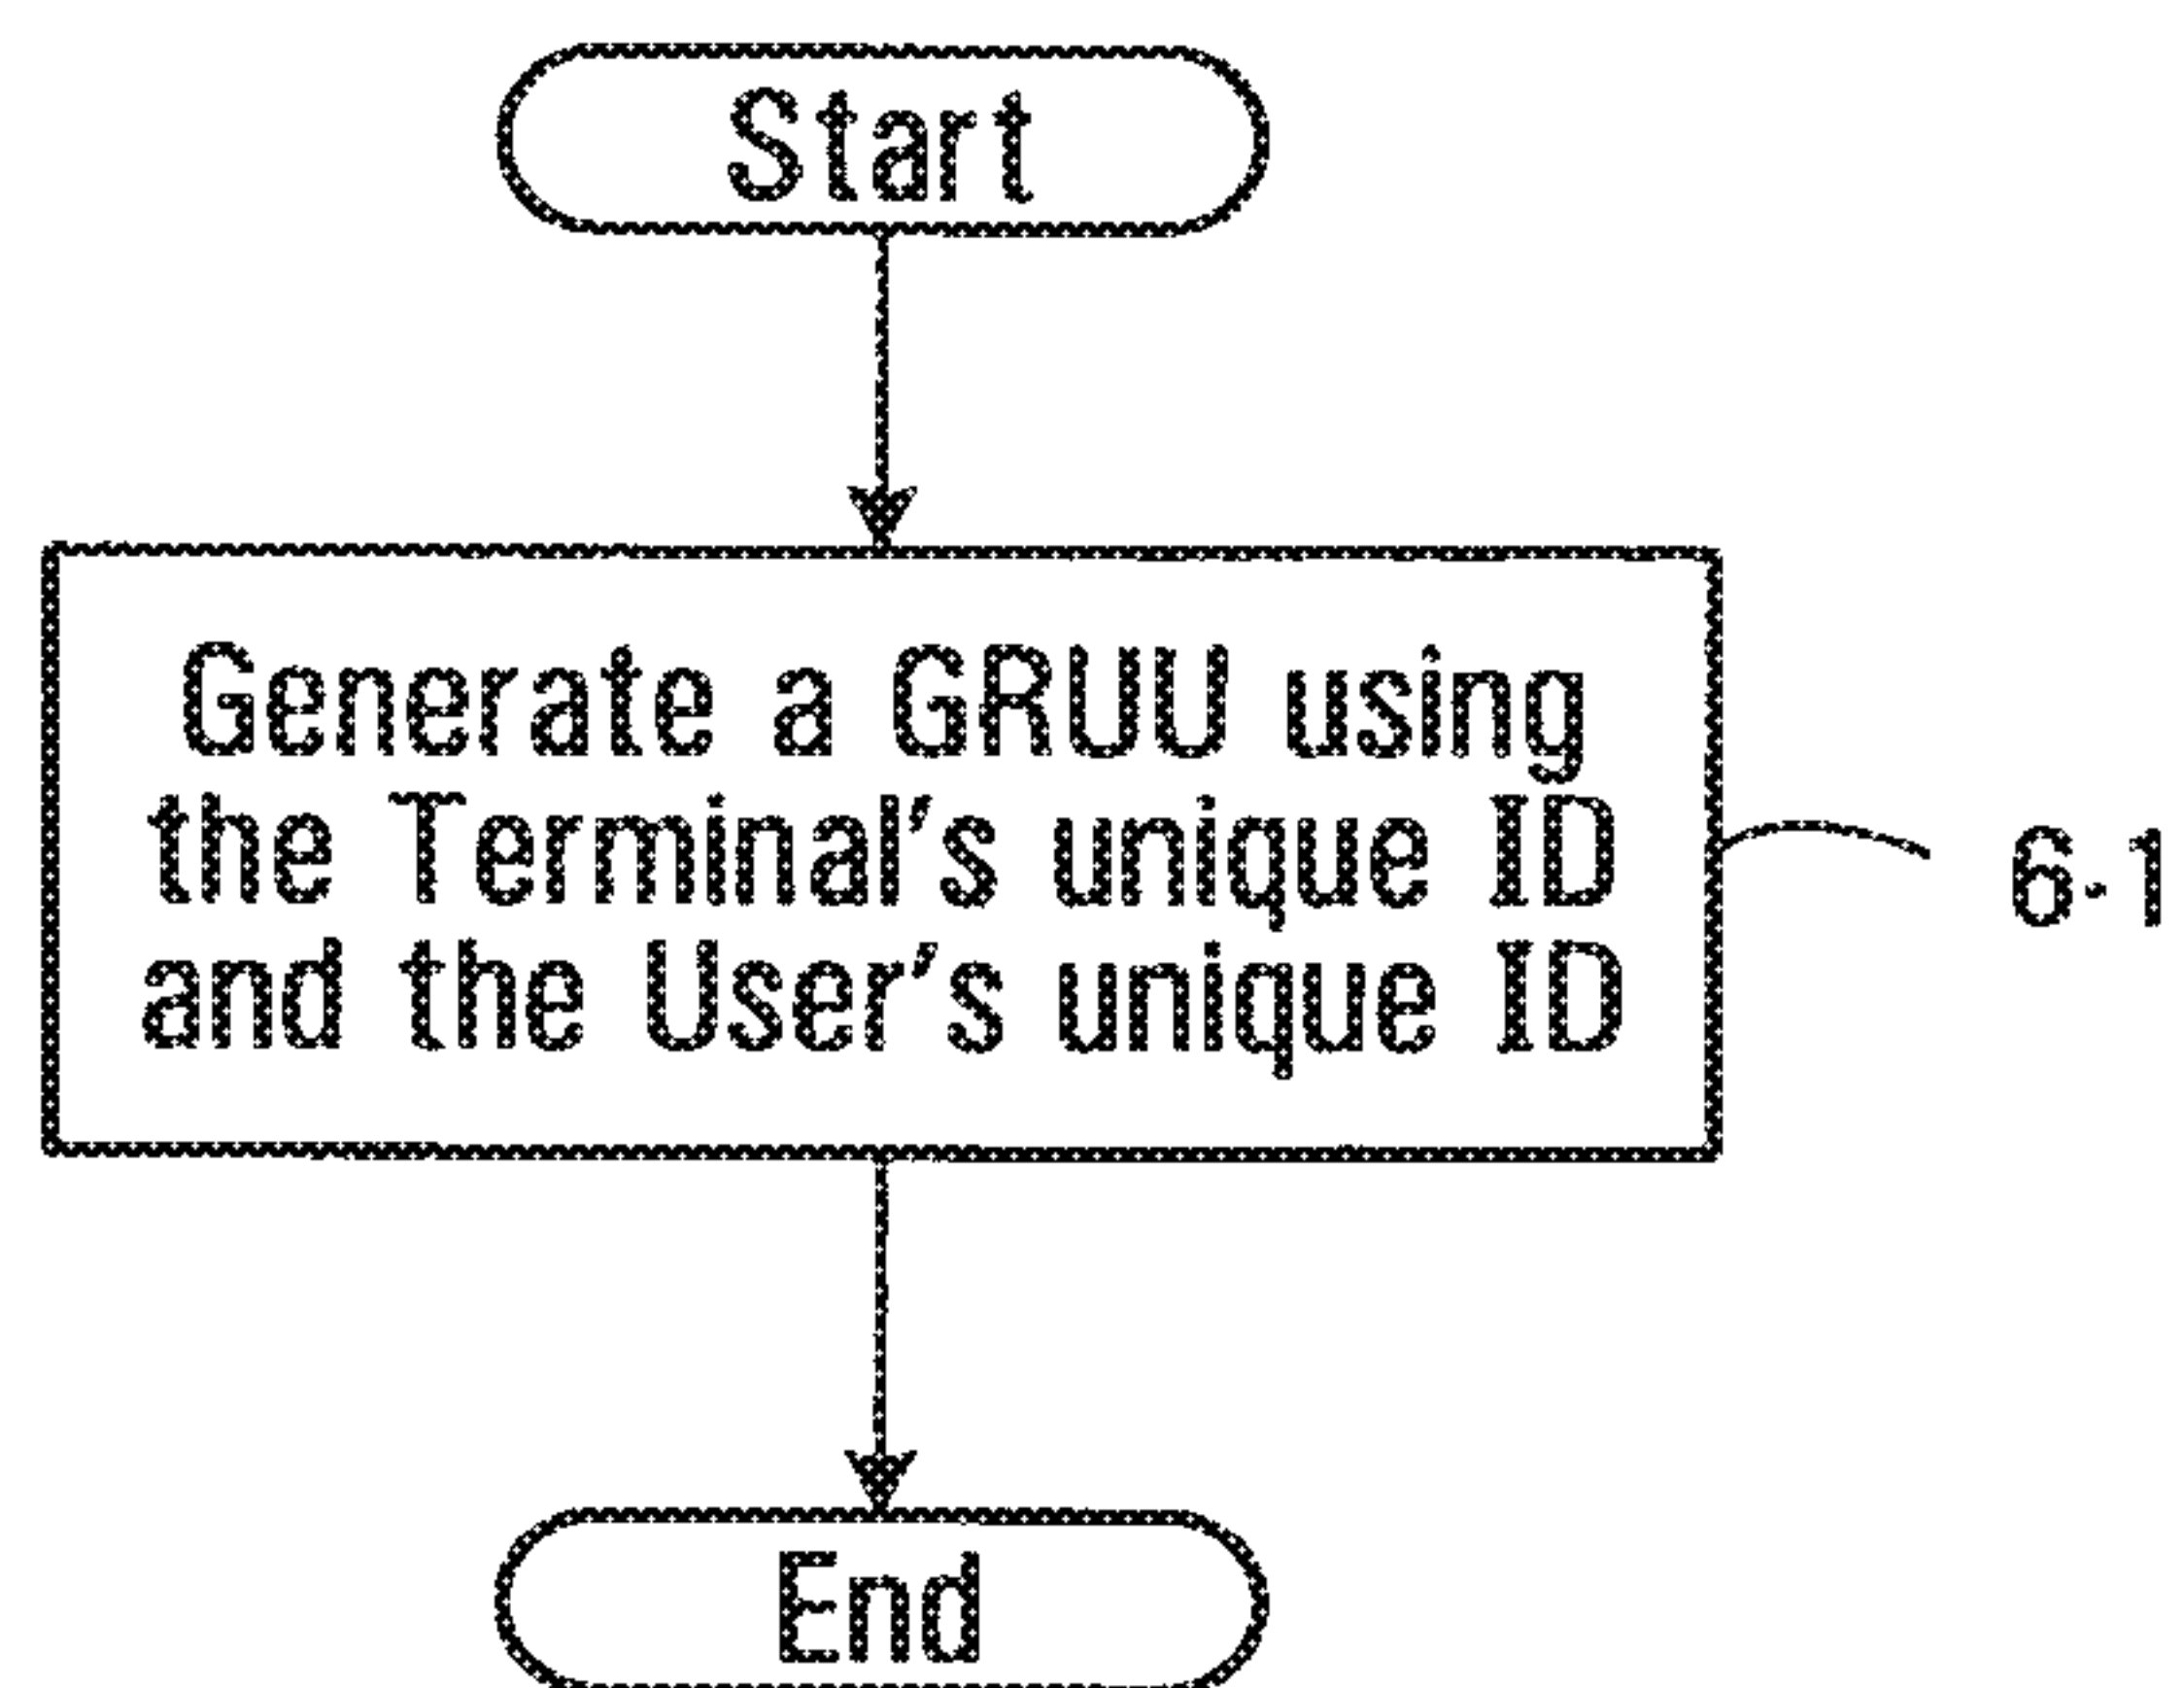 Start
Generate a GRUU using
the Terminal's unique ID
and the User's unique ID
6·1
End